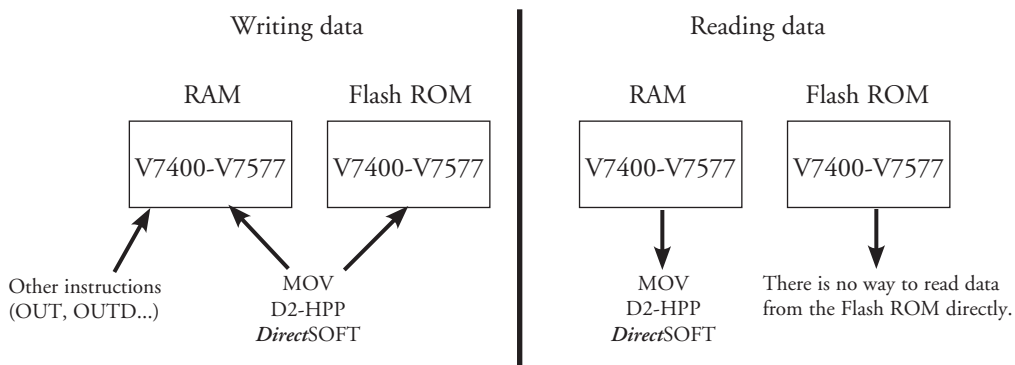 Writing data
RAM
Flash ROM
V7400-V7577
V7400-V7577
Other instructions
(OUT, OUTD...)
MOV
D2-HPP
DirectSOFT
Reading data
RAM
Flash ROM
V7400-V7577
V7400-V7577
MOV
D2-HPP
DirectSOFT
There is no way to read data
from the Flash ROM directly.